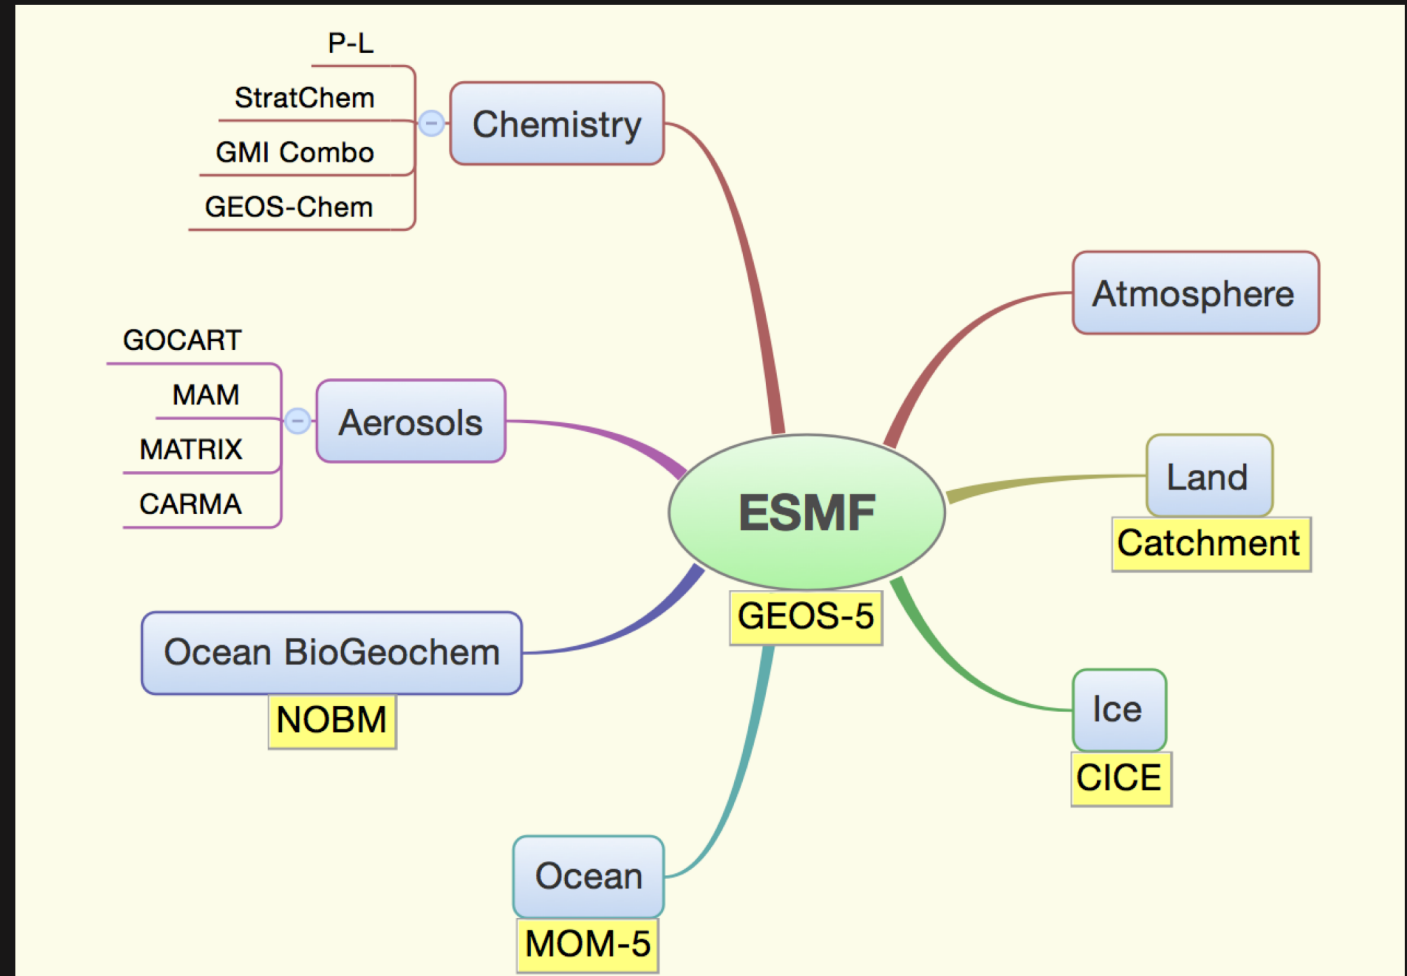 P-L
StratChem
GMI Combo
GEOS-Chem
Chemistry
Atmosphere
GOCART
MAM
MATRIX
CARMA
Aerosols
ESMF
GEOS-5
Land
Catchment
Ocean BioGeochem
NOBM
Ice
CICE
Ocean
MOM-5